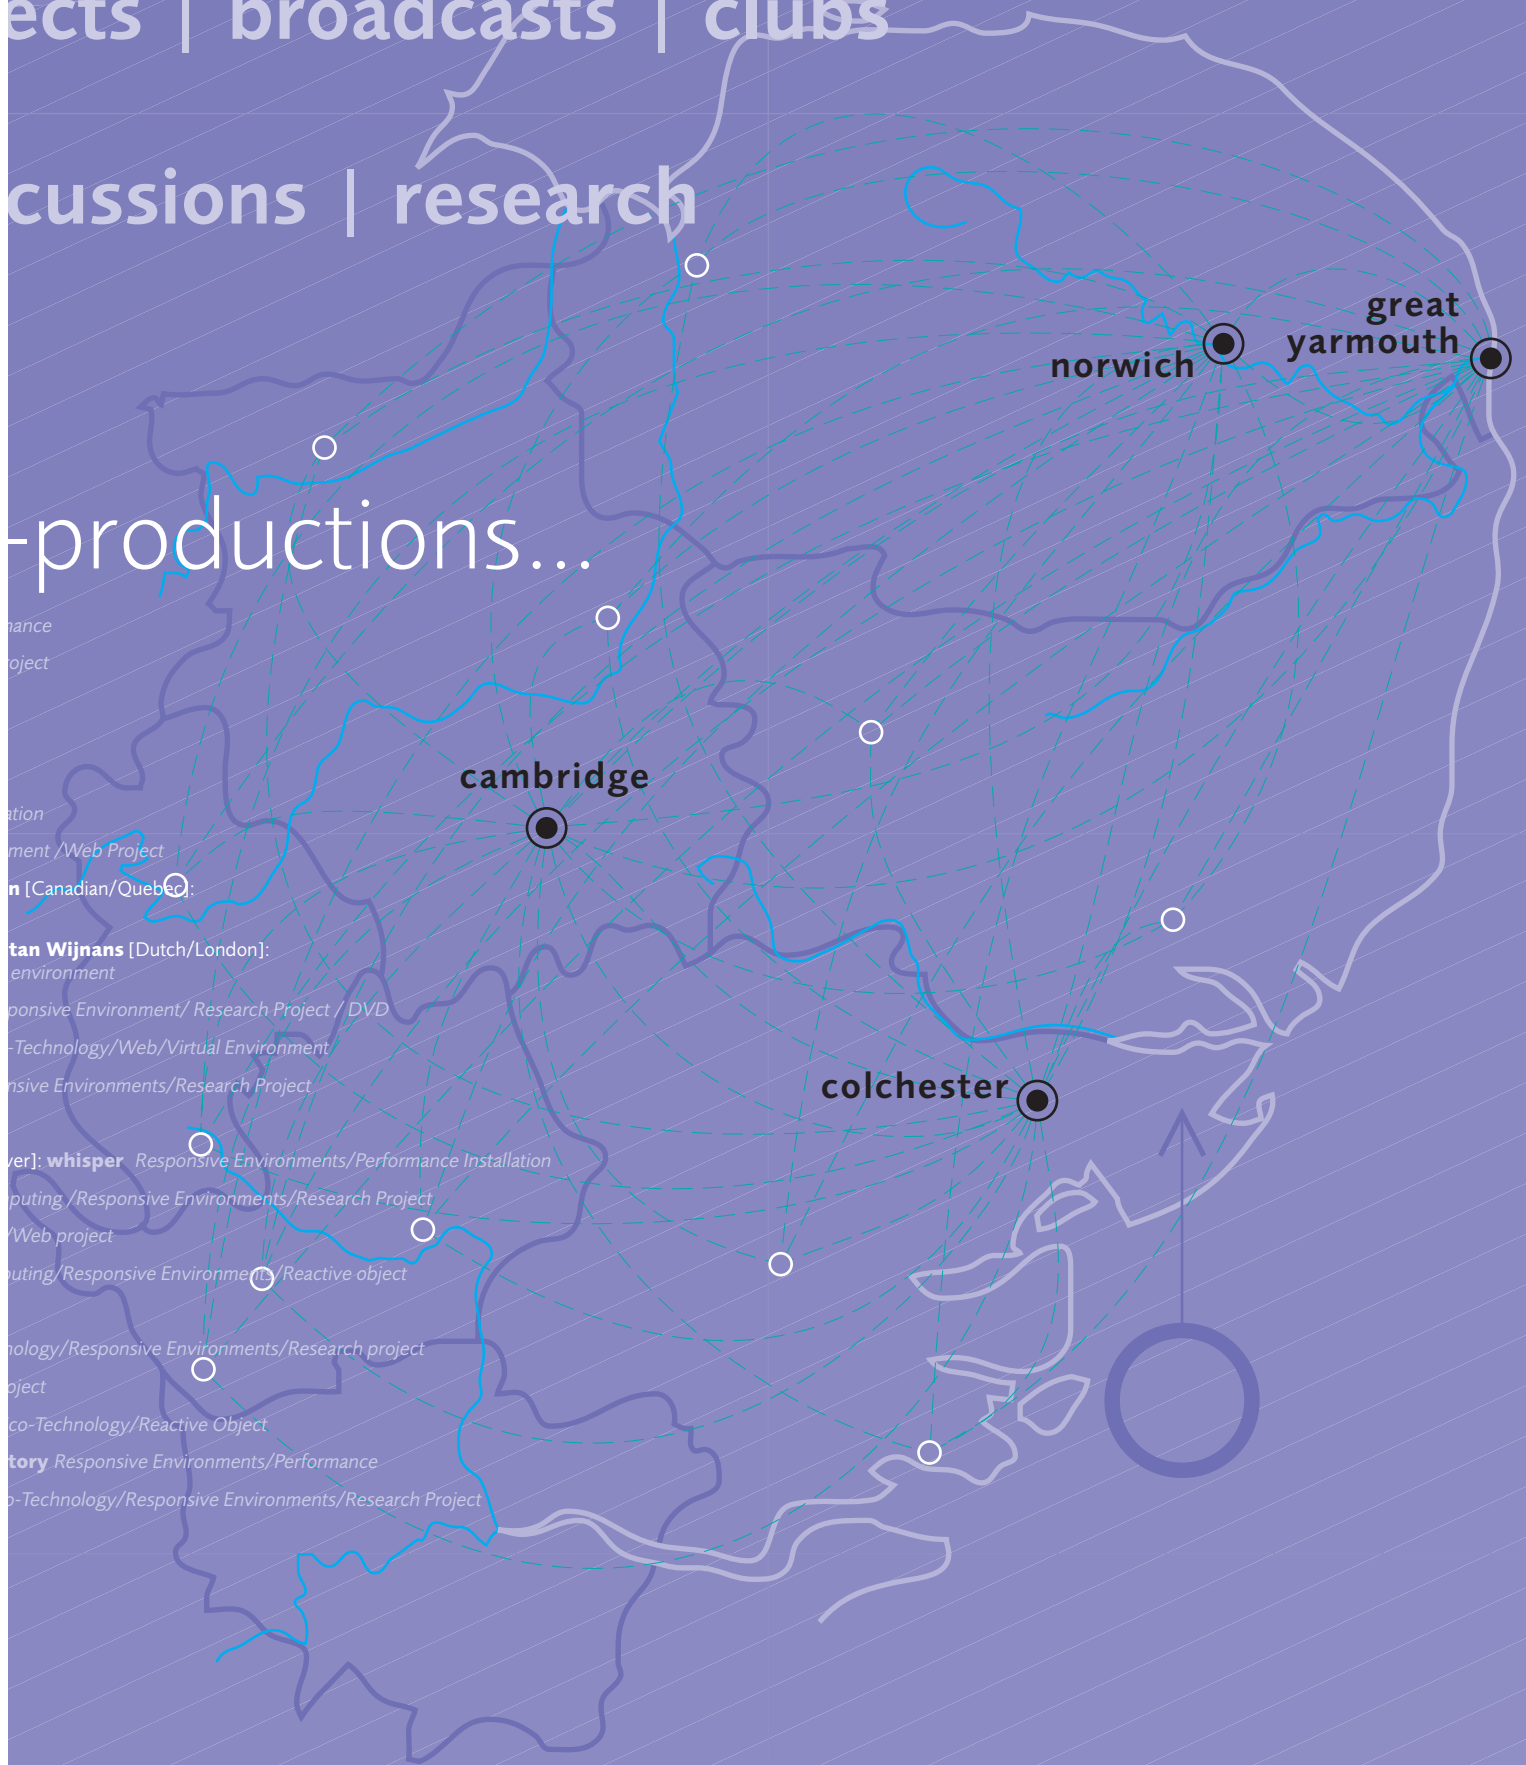 ects | broadcasts | clubs
cussions | research
great
yarmouth
norwich
-productions...
mance
roject
cambridge
ation
ment /Web Project
n [Canadian/Quebec]:
tan Wijnans [Dutch/London]:
environment
ponsive Environment/ Research Project / DVD
-Technology/Web/Virtual Environment
nsive Environments/Research Project
colchester
ver]: whisper Responsive Environments/Performance Installation
puting /Responsive Environments/Research Project
/Web project
puting/Responsive Environments/Reactive object
nology/Responsive Environments/Research project
oject
co-Technology/Reactive Object
tory Responsive Environments/Performance
o-Technology/Responsive Environments/Research Project